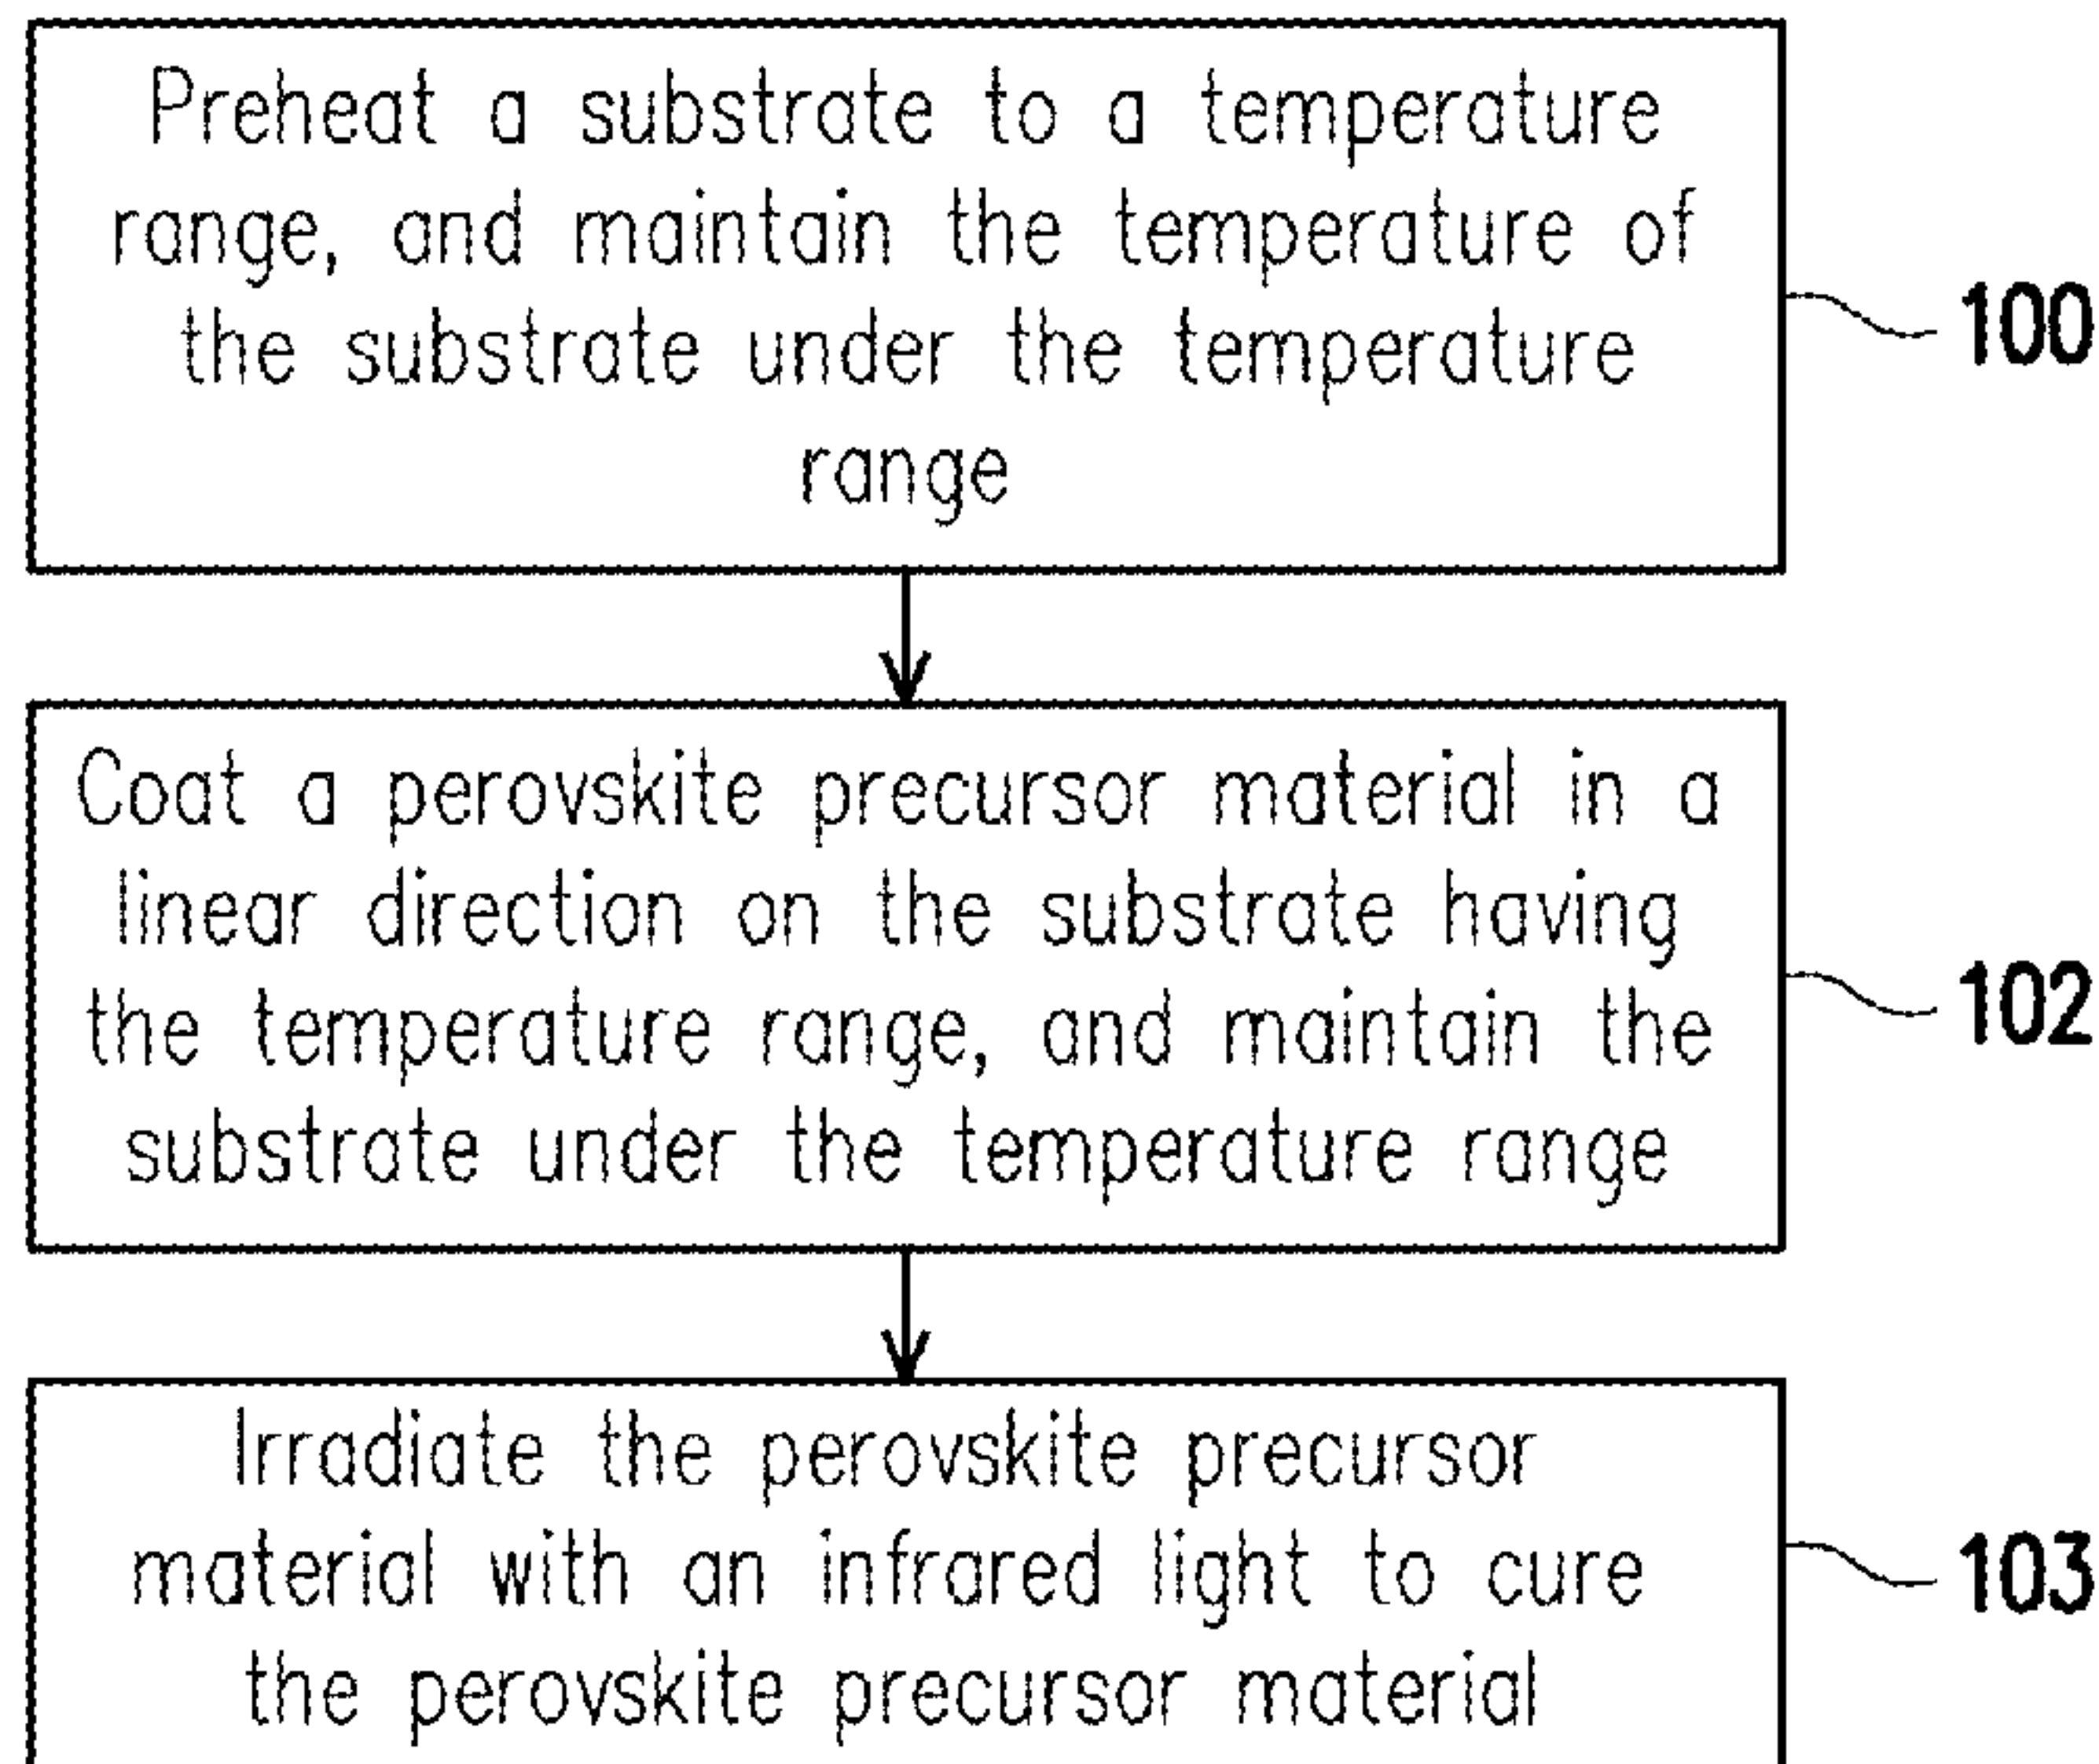 Preheat a substrate to a temperature
range, and maintain the temperature of
the substrate under the temperature
range
100
Coat a perovskite precursor material in a
linear direction on the substrate having
the temperature range, and maintain the
substrate under the temperature range
102
Irradiate the perovskite precursor
material with an infrared light to cure
the perovskite precursor material
103